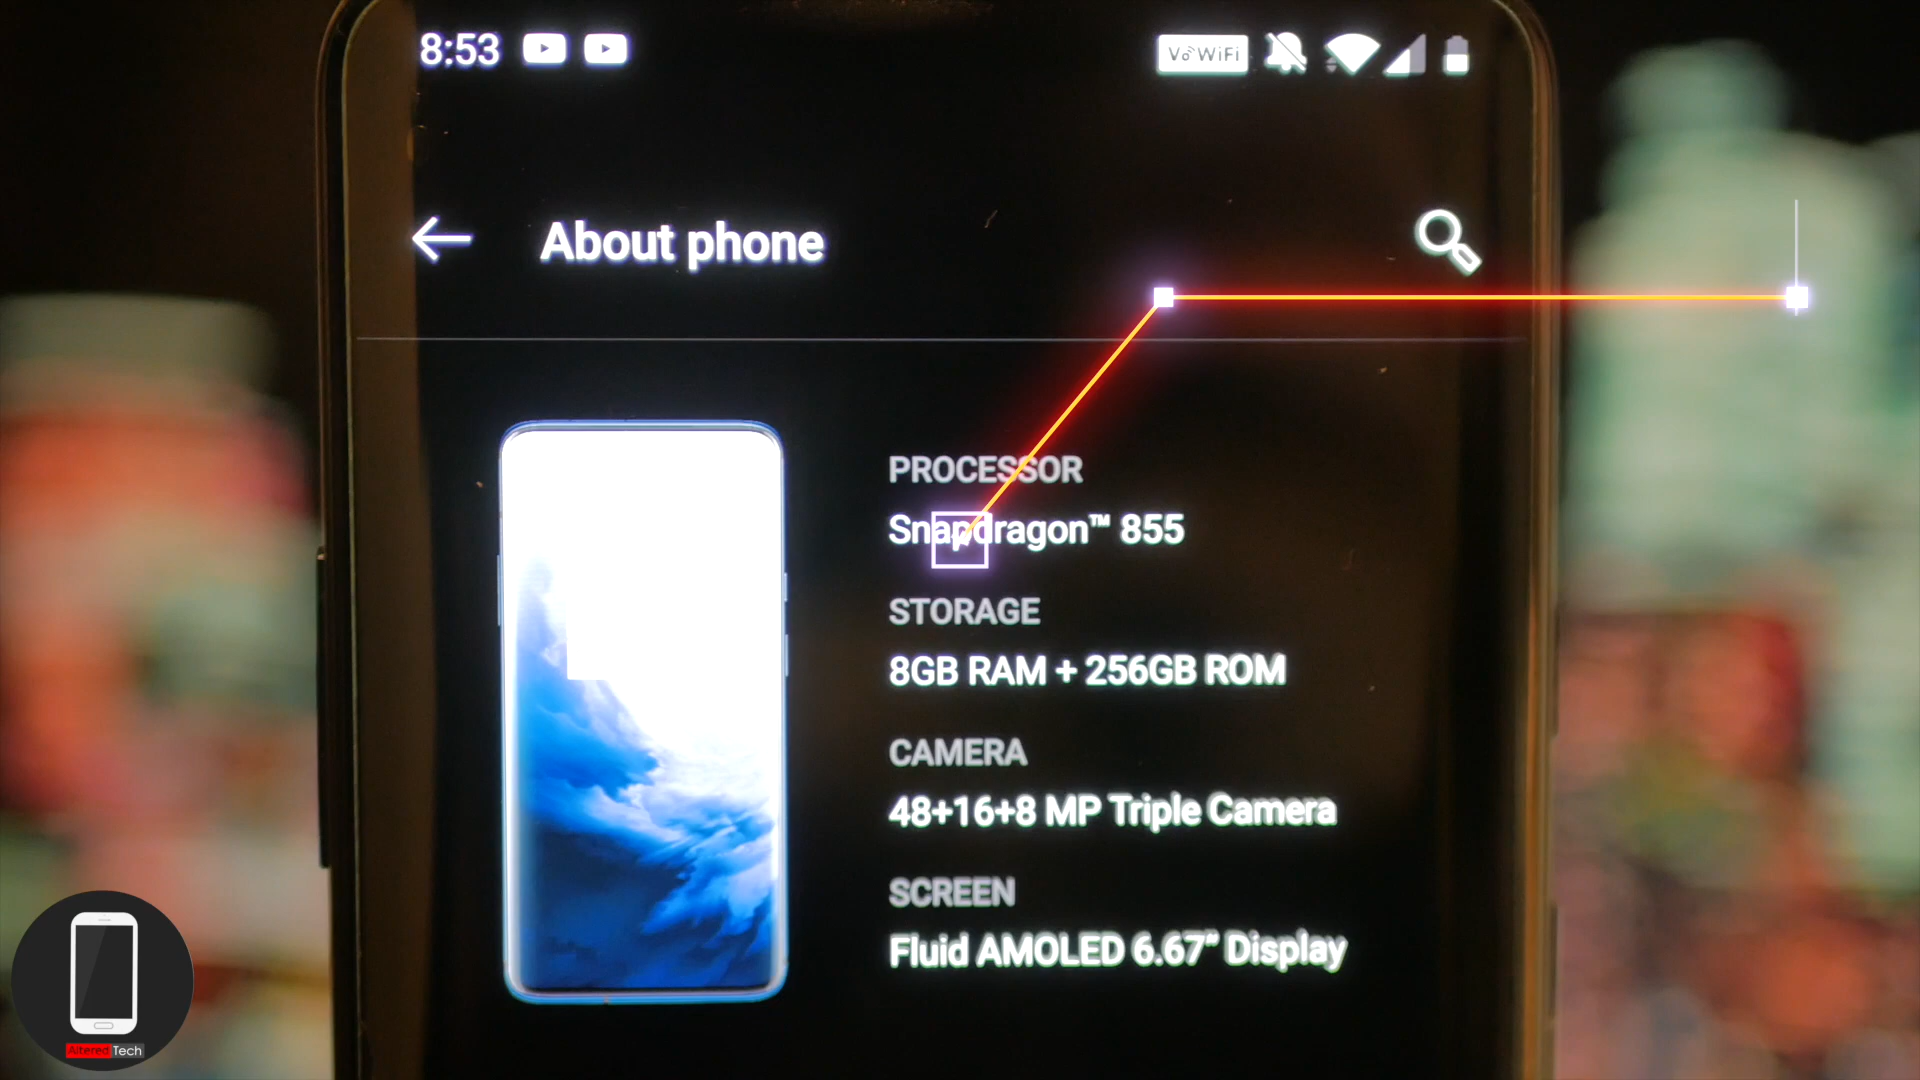 8:53
VoWiFi
About phone
PROCESSOR
Snapdragon™ 855
STORAGE
8GB RAM + 256GB ROM
CAMERA
48+16+8 MP Triple Camera
SCREEN
Fluid AMOLED 6.67” Display
Altered Tech